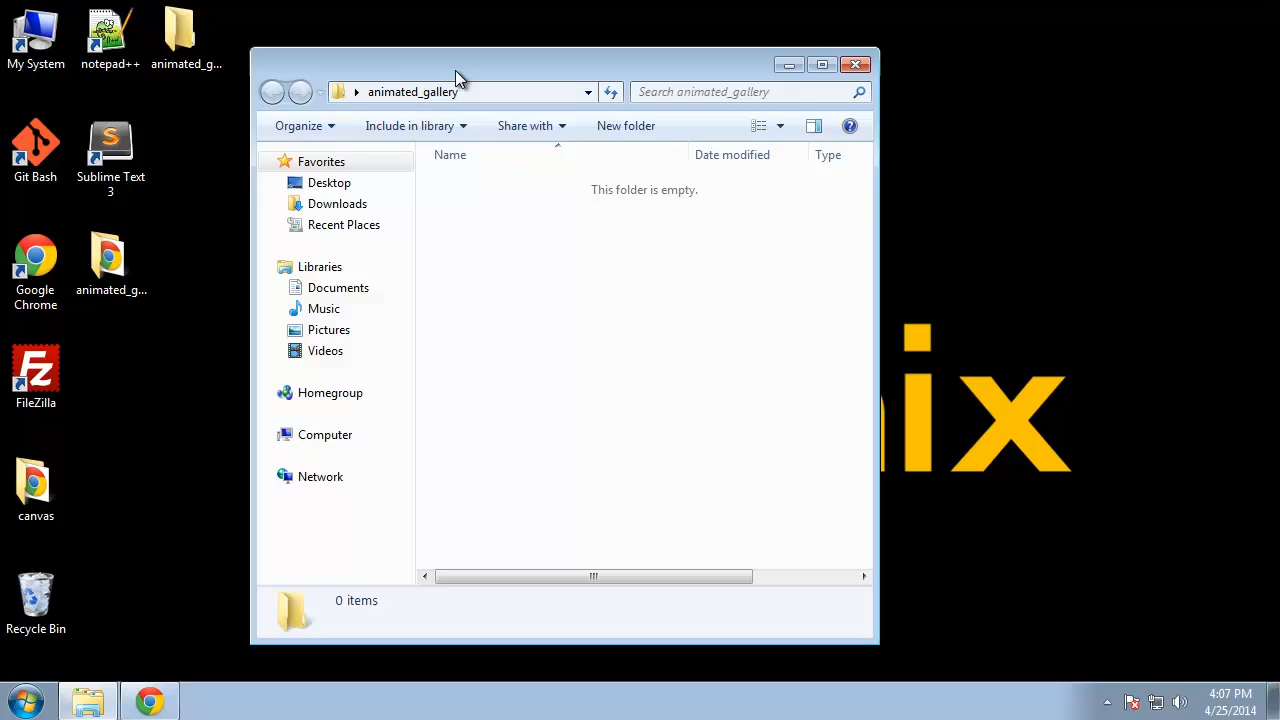 My System
notepad++
animated_g...
Git Bash
Sublime Text
3
Google
Chrome
animated_g...
FileZilla
canvas
Recycle Bin
animated_gallery
Search animated_gallery
Organize
Include in library
Share with
New folder
Name
Date modified
Type
This folder is empty.
Favorites
Desktop
Downloads
Recent Places
Libraries
Documents
Music
Pictures
Videos
Homegroup
Computer
Network
0 items
ix
4:07 PM
4/25/2014